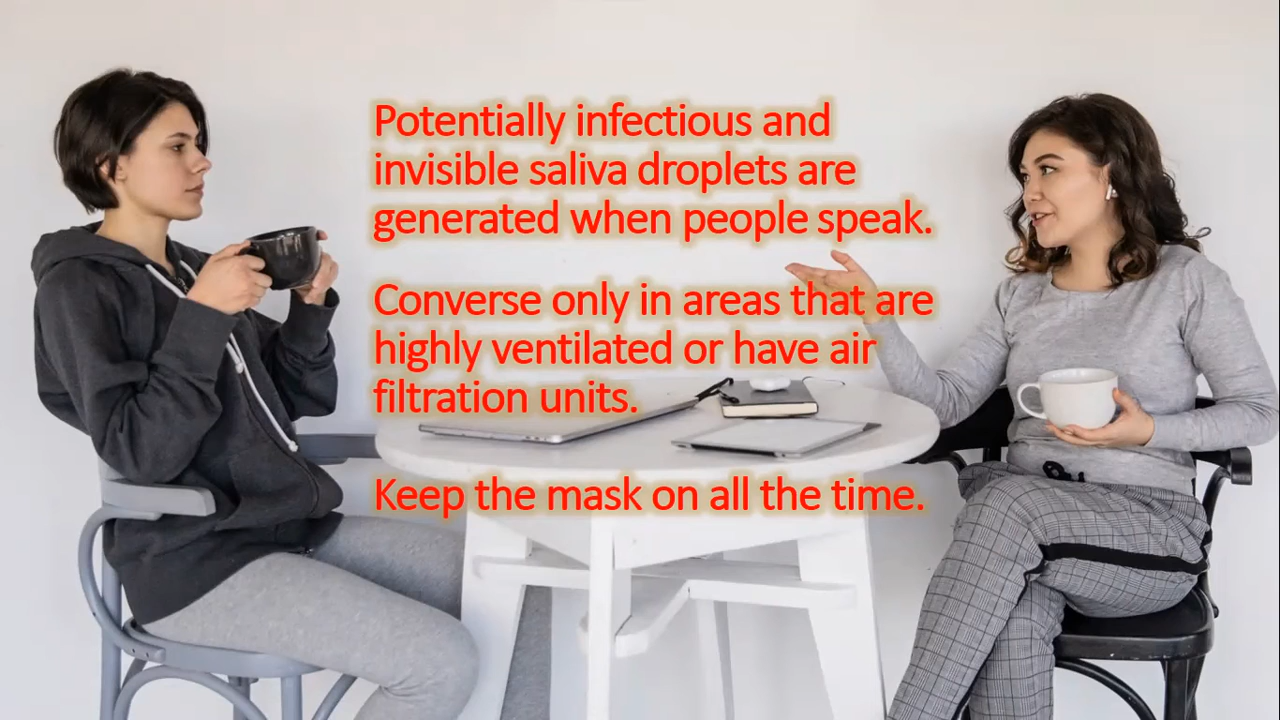 Potentially infectious and
invisible saliva droplets are
generated when people speak.
Converse only in areas that are
highly ventilated or have air
filtration units.
Keep the mask on all the time.